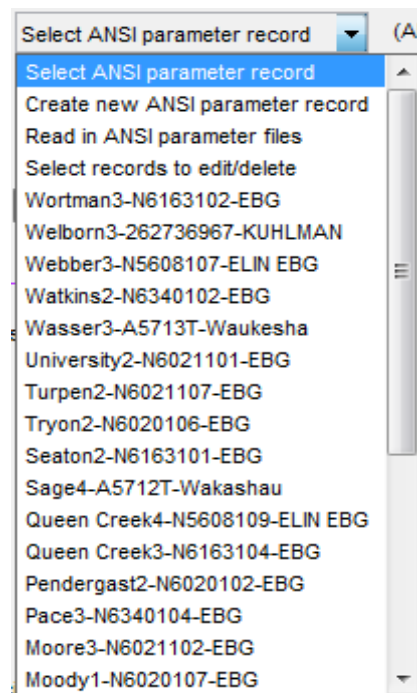 Select ANSI parameter record (A
Select ANSI parameter record
Create new ANSI parameter record
Read in ANSI parameter files
Select records to edit/delete
Wortman3-N6163102-EBG
Welborn3-262736967-KUHLMAN
Webber3-N5608107-ELIN EBG
Watkins2-N6340102-EBG
Wasser3-A5713T-Waukesha
University2-N6021101-EBG
Turpen2-N6021107-EBG
Tryon2-N6020106-EBG
Seaton2-N6163101-EBG
Sage4-A5712T-Wakashau
Queen Creek4-N5608109-ELIN EBG
Queen Creek3-N6163104-EBG
Pendergast2-N6020102-EBG
Pace3-N6340104-EBG
Moore3-N6021102-EBG
Moody1-N6020107-EBG